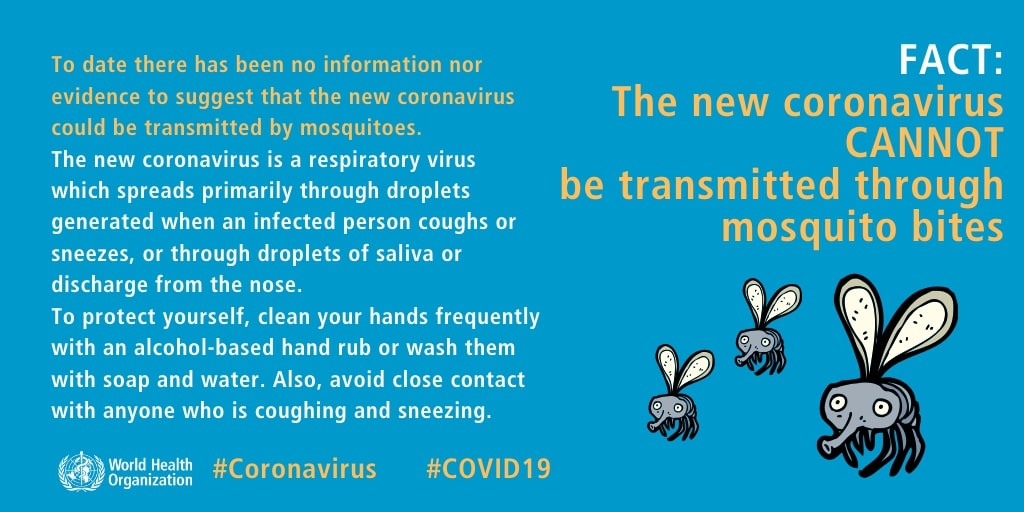 To date there has been no information nor
evidence to suggest that the new coronavirus
could be transmitted by mosquitoes.
The new coronavirus is a respiratory virus
which spreads primarily through droplets
generated when an infected person coughs or
sneezes, or through droplets of saliva or
discharge from the nose.
To protect yourself, clean your hands frequently
with an alcohol-based hand rub or wash them
with soap and water. Also, avoid close contact
with anyone who is coughing and sneezing.
FACT:
The new coronavirus
CANNOT
be transmitted through
mosquito bites
World Health
Organization
#Coronavirus
#COVID19